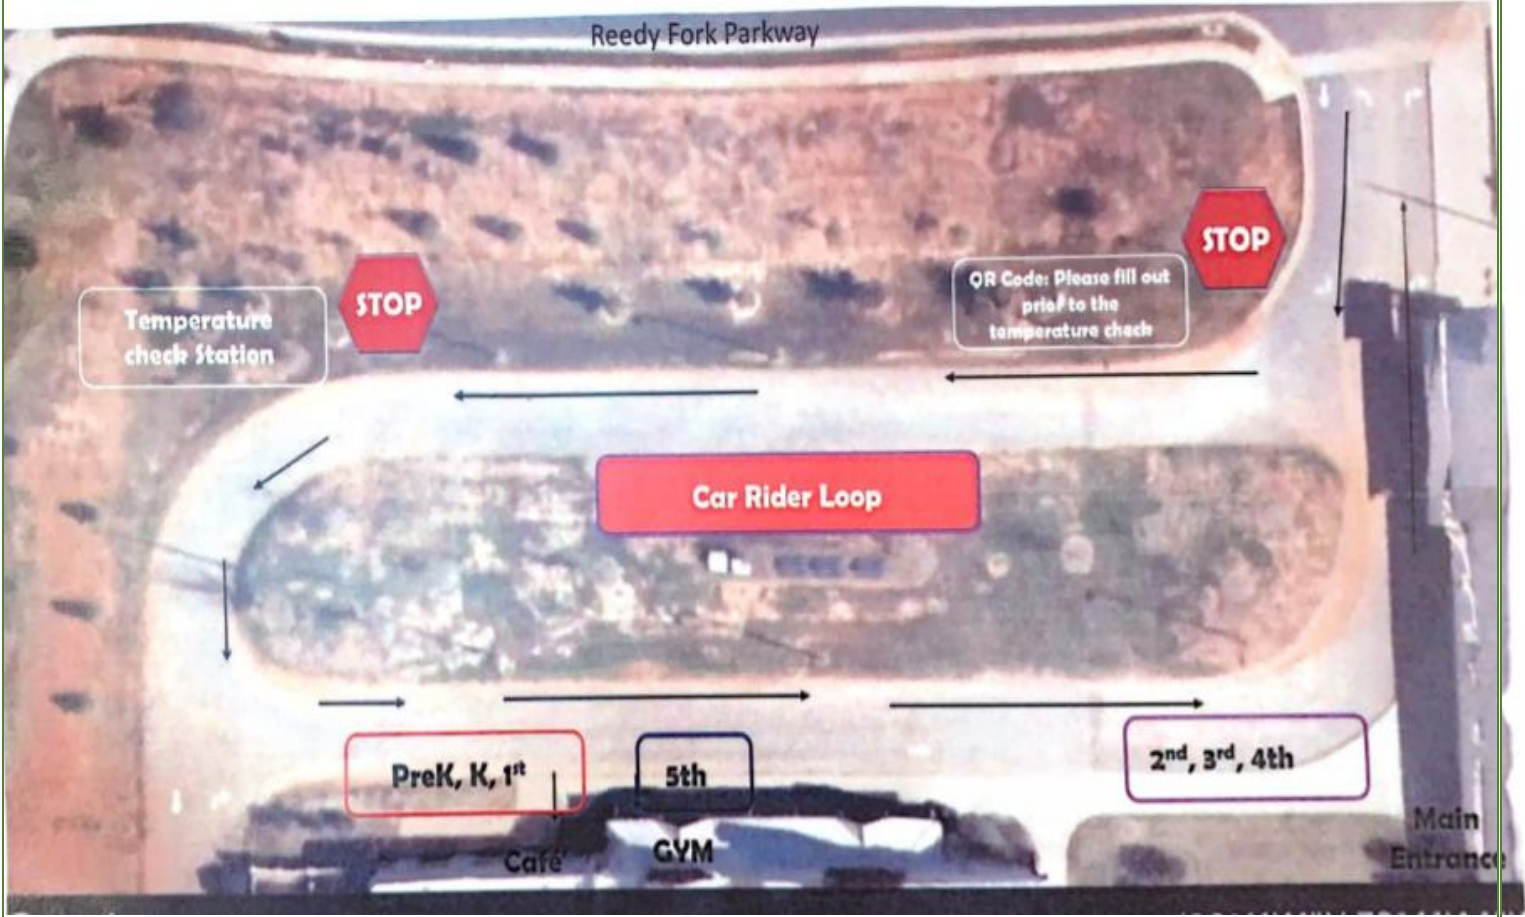 Reedy Fork Parkway
STOP
QR Code: Please fill out
prior to the
temperature check
STOP
Temperature
check Station
Car Rider Loop
PreK, K, 1st
5th
2nd, 3rd, 4th
Café
GYM
Main
Entrance